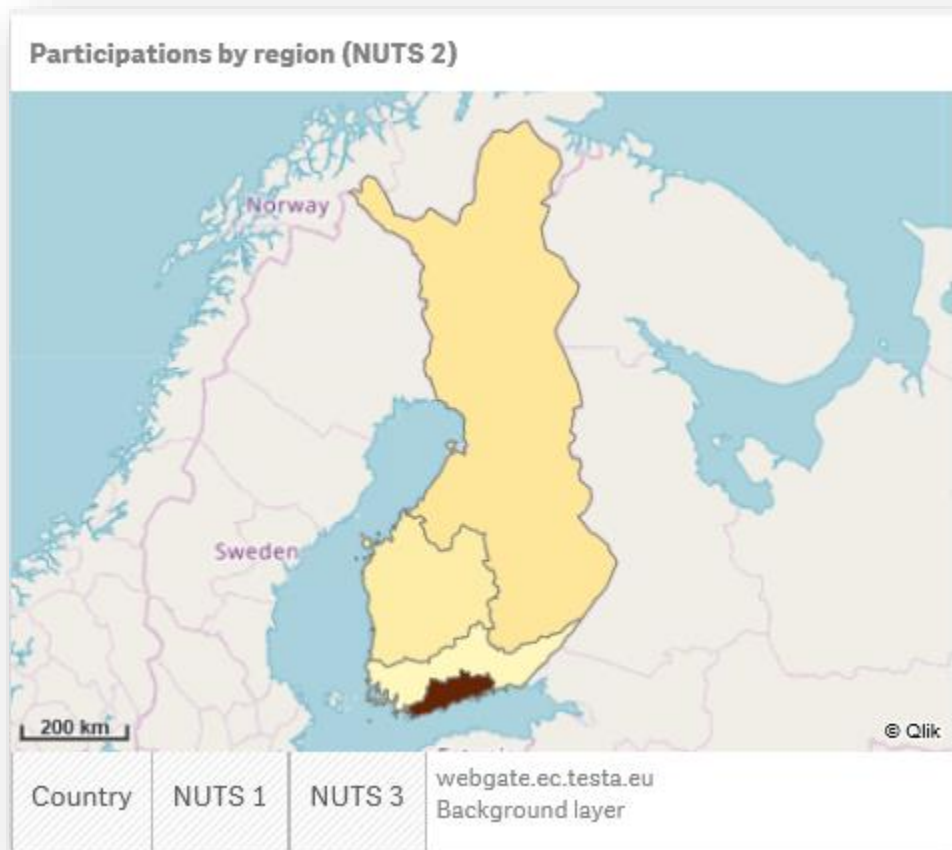 Participations by region (NUTS 2)
Norway
Sweden
200 km
© Qlik
Country
NUTS 1
NUTS 3
webgate.ec.testa.eu
Background layer